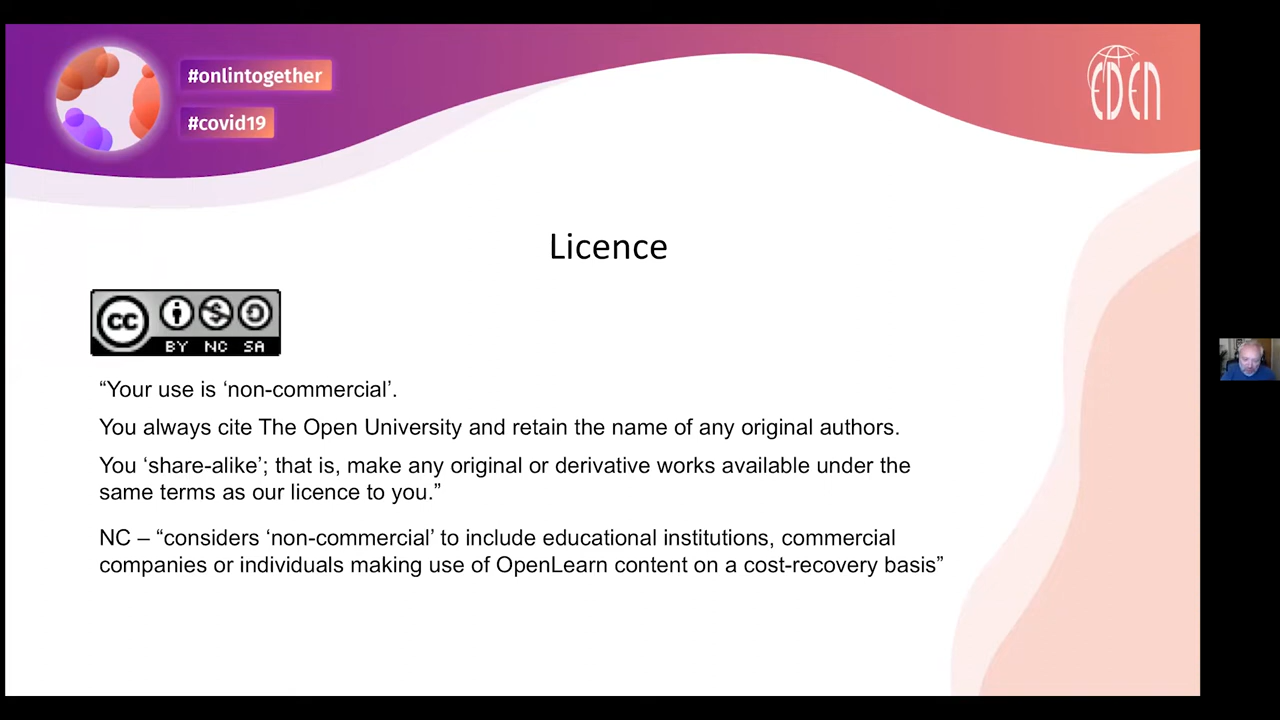 #onlintogether
#covid19
EDEN
Licence
cc
BY NC SA
“Your use is ‘non-commercial’.
You always cite The Open University and retain the name of any original authors.
You ‘share-alike’; that is, make any original or derivative works available under the
same terms as our licence to you.”
NC – “considers ‘non-commercial’ to include educational institutions, commercial
companies or individuals making use of OpenLearn content on a cost-recovery basis”